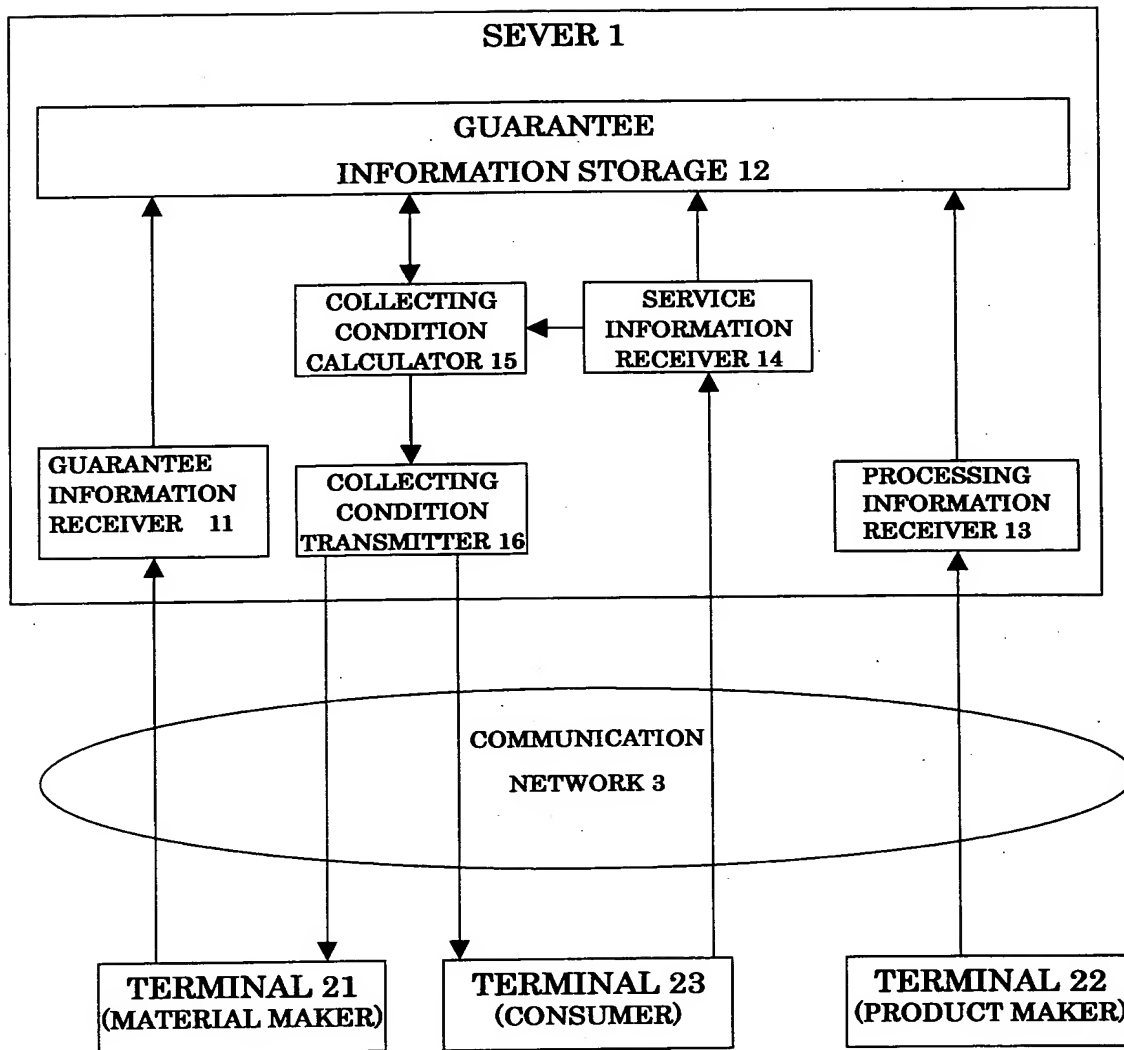 SEVER 1
GUARANTEE
INFORMATION STORAGE 12
COLLECTING
CONDITION
CALCULATOR 15
SERVICE
INFORMATION
RECEIVER 14
GUARANTEE
INFORMATION
RECEIVER 11
COLLECTING
CONDITION
TRANSMITTER 16
PROCESSING
INFORMATION
RECEIVER 13
COMMUNICATION
NETWORK 3
TERMINAL 21
(MATERIAL MAKER)
TERMINAL 23
(CONSUMER)
TERMINAL 22
(PRODUCT MAKER)